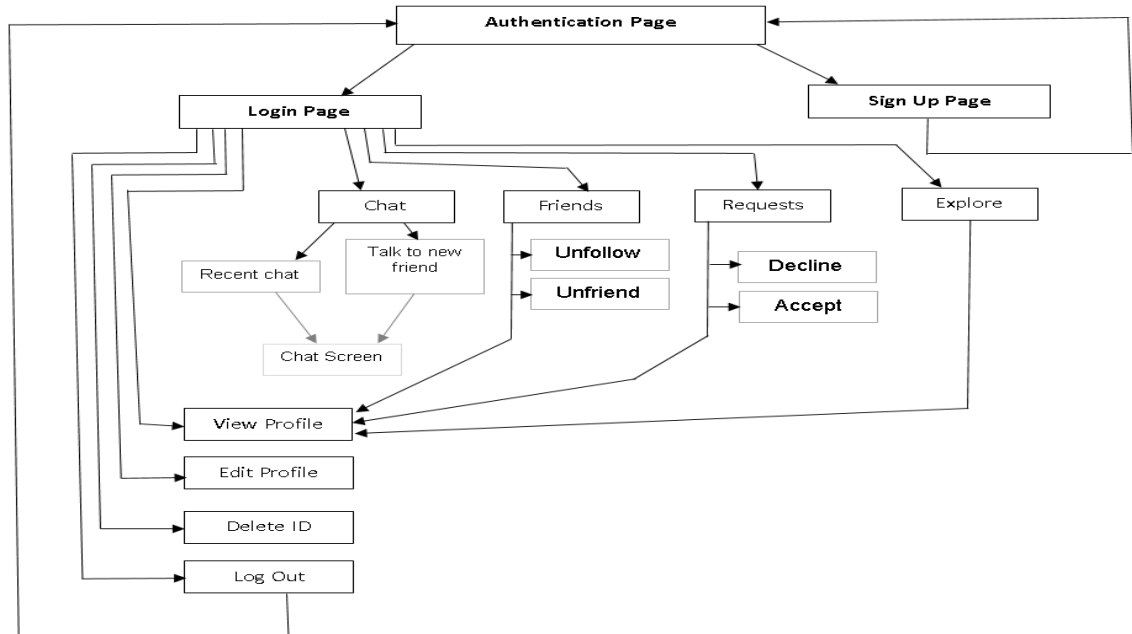 Authentication Page
Login Page
Sign Up Page
Chat
Friends
Requests
Explore
Recent chat
Talk to new
friend
Unfollow
Unfriend
Decline
Accept
Chat Screen
View Profile
Edit Profile
Delete ID
Log Out